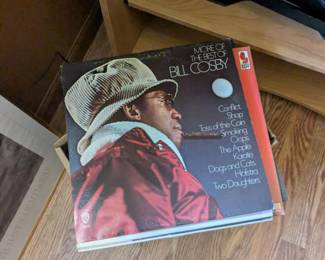 MORE OF
THE BEST OF
BILL COSBY
Conflict
Shop
Toss of the Coin
Smoking
Oops
The Apple
Karate
Dogs and Cats
Hofstra
Two Daughters